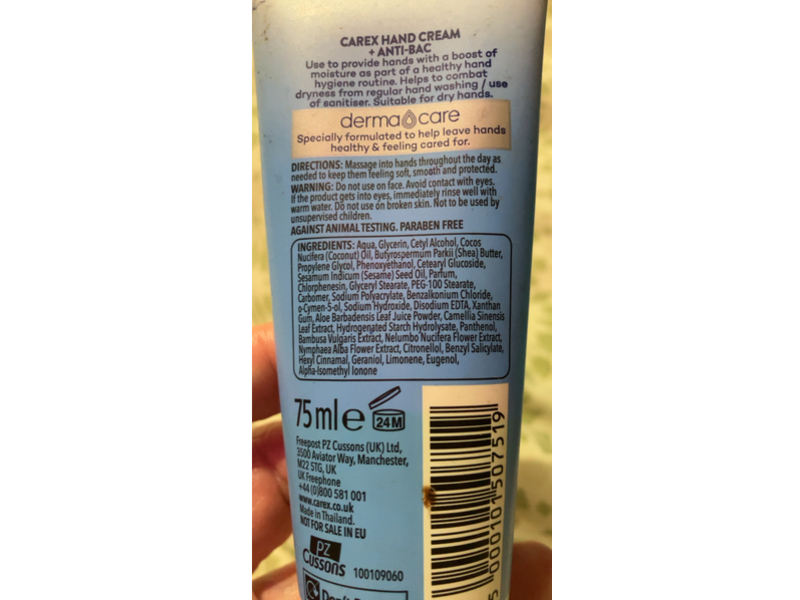 CAREX HAND CREAM
+ ANTI-BAC
Use to provide hands with a boost of
moisture as part of a healthy hand
hygiene routine. Helps to combat
dryness from regular hand washing / use
of sanitiser. Suitable for dry hands.
derma care
Specially formulated to help leave hands
healthy & feeling cared for.
DIRECTIONS: Massage into hands throughout the day as
needed to keep them feeling soft, smooth and protected.
WARNING: Do not use on face. Avoid contact with eyes.
If the product gets into eyes, immediately rinse well with
warm water. Do not use on broken skin. Not to be used by
unsupervised children.
AGAINST ANIMAL TESTING. PARABEN FREE
INGREDIENTS: Aqua, Glycerin, Cetyl Alcohol, Cocos
Nucifera (Coconut) Oil, Butyrospermum Parkii (Shea) Butter,
Propylene Glycol, Phenoxyethanol, Cetearyl Glucoside,
Sesamum Indicum (Sesame) Seed Oil, Parfum,
Chlorphenesin, Glyceryl Stearate, PEG-100 Stearate,
Carbomer, Sodium Polyacrylate, Benzalkonium Chloride,
o-Cymen-5-ol, Sodium Hydroxide, Disodium EDTA, Xanthan
Gum, Aloe Barbadensis Leaf Juice Powder, Camellia Sinensis
Leaf Extract, Hydrogenated Starch Hydrolysate, Panthenol,
Bambusa Vulgaris Extract, Nelumbo Nucifera Flower Extract,
Nymphaea Alba Flower Extract, Citronellol, Benzyl Salicylate,
Hexyl Cinnamal, Geraniol, Limonene, Eugenol,
Alpha-Isomethyl Ionone
75ml e 24M
Freepost PZ Cussons (UK) Ltd,
3500 Aviator Way, Manchester,
M22 5TG, UK
UK Freephone
+44 (0)800 581 001
www.carex.co.uk
Made in Thailand.
NOT FOR SALE IN EU
PZ
Cussons 100109060
5 000101 507519